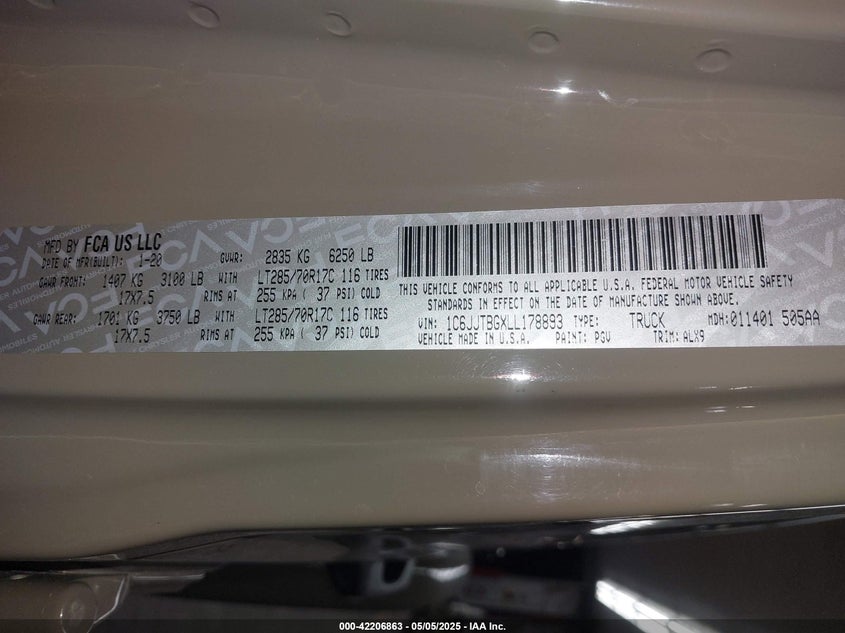 MFD BY FCA US LLC
DATE OF MFR(BUILT): 1-20 GVWR: 2835 KG 6250 LB
GAWR FRONT: 1407 KG 3100 LB WITH LT285/70R17C 116 TIRES
17X7.5 RIMS AT 255 KPA ( 37 PSI) COLD
GAWR REAR: 1701 KG 3750 LB WITH LT285/70R17C 116 TIRES
17X7.5 RIMS AT 255 KPA ( 37 PSI) COLD
THIS VEHICLE CONFORMS TO ALL APPLICABLE U.S.A. FEDERAL MOTOR VEHICLE SAFETY
STANDARDS IN EFFECT ON THE DATE OF MANUFACTURE SHOWN ABOVE.
VIN: 1C6JJTBGXLL178893 TYPE: TRUCK MDH: 011401 505AA
VEHICLE MADE IN U.S.A. PAINT: PGV TRIM: ALX9
000-42206863 - 05/05/2025 - IAA Inc.